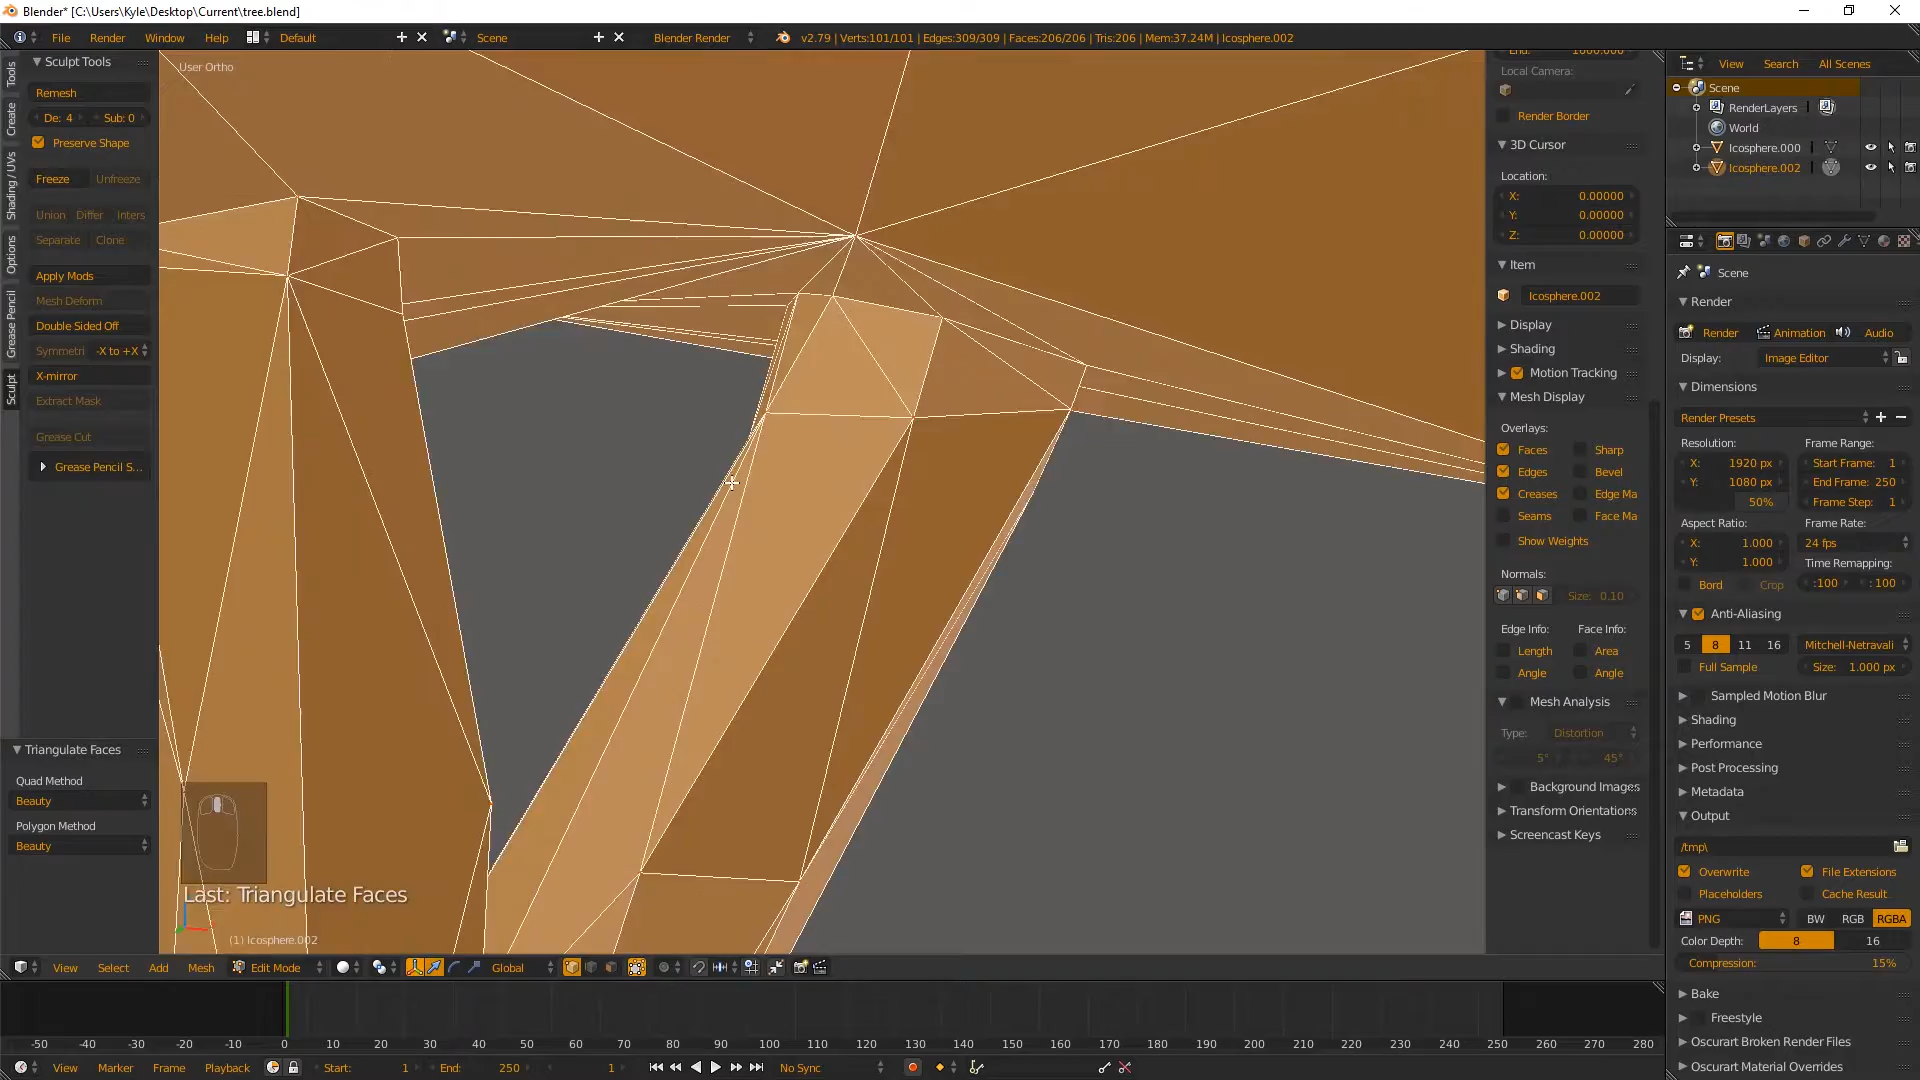 Blender* [C:\Users\Kyle\Desktop\Current\tree.blend]
File Render Window Help Default Scene Blender Render v2.79 | Verts:101/101 | Edges:309/309 | Faces:206/206 | Tris:206 | Mem:37.24M | Icosphere.002
Tools
Create
Shading / UVs
Options
Grease Pencil
Sculpt
Sculpt Tools
Remesh
De: 4 Sub: 0
Preserve Shape
Freeze Unfreeze
Union Differ Inters
Separate Clone
Apply Mods
Mesh Deform
Double Sided Off
Symmetri -X to +X
X-mirror
Extract Mask
Grease Cut
Grease Pencil S...
Triangulate Faces
Quad Method
Beauty
Polygon Method
Beauty
User Ortho
Last: Triangulate Faces
(1) Icosphere.002
Local Camera:
Render Border
3D Cursor
Location:
X: 0.00000
Y: 0.00000
Z: 0.00000
Item
Icosphere.002
Display
Shading
Motion Tracking
Mesh Display
Overlays:
Faces Sharp
Edges Bevel
Creases Edge Ma
Seams Face Ma
Show Weights
Normals:
Size: 0.10
Edge Info: Face Info:
Length Area
Angle Angle
Mesh Analysis
Type: Distortion
5° 45°
Background Images
Transform Orientations
Screencast Keys
View Search All Scenes
Scene
RenderLayers
World
Icosphere.000
Icosphere.002
Scene
Render
Render Animation Audio
Display: Image Editor
Dimensions
Render Presets
Resolution: Frame Range:
X: 1920 px Start Frame: 1
Y: 1080 px End Frame: 250
50% Frame Step: 1
Aspect Ratio: Frame Rate:
X: 1.000 24 fps
Y: 1.000 Time Remapping:
Bord Crop :100 : 100
Anti-Aliasing
5 8 11 16 Mitchell-Netravali
Full Sample Size: 1.000 px
Sampled Motion Blur
Shading
Performance
Post Processing
Metadata
Output
/tmp\
Overwrite File Extensions
Placeholders Cache Result
PNG BW RGB RGBA
Color Depth: 8 16
Compression: 15%
Bake
Freestyle
Oscurart Broken Render Files
Oscurart Material Overrides
View Select Add Mesh Edit Mode Global
-50 -40 -30 -20 -10 0 10 20 30 40 50 60 70 80 90 100 110 120 130 140 150 160 170 180 190 200 210 220 230 240 250 260 270 280
View Marker Frame Playback Start: 1 End: 250 1 No Sync